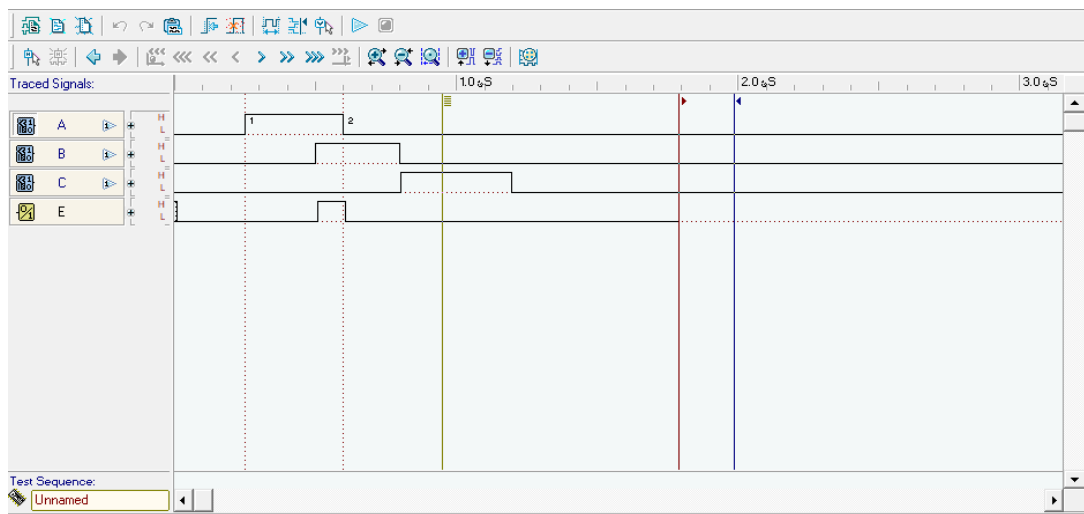 Traced Signals:
1.0 𝜇S 2.0 𝜇S 3.0 𝜇S
A H L 1 2
B H L
C H L
E H L
Test Sequence:
Unnamed